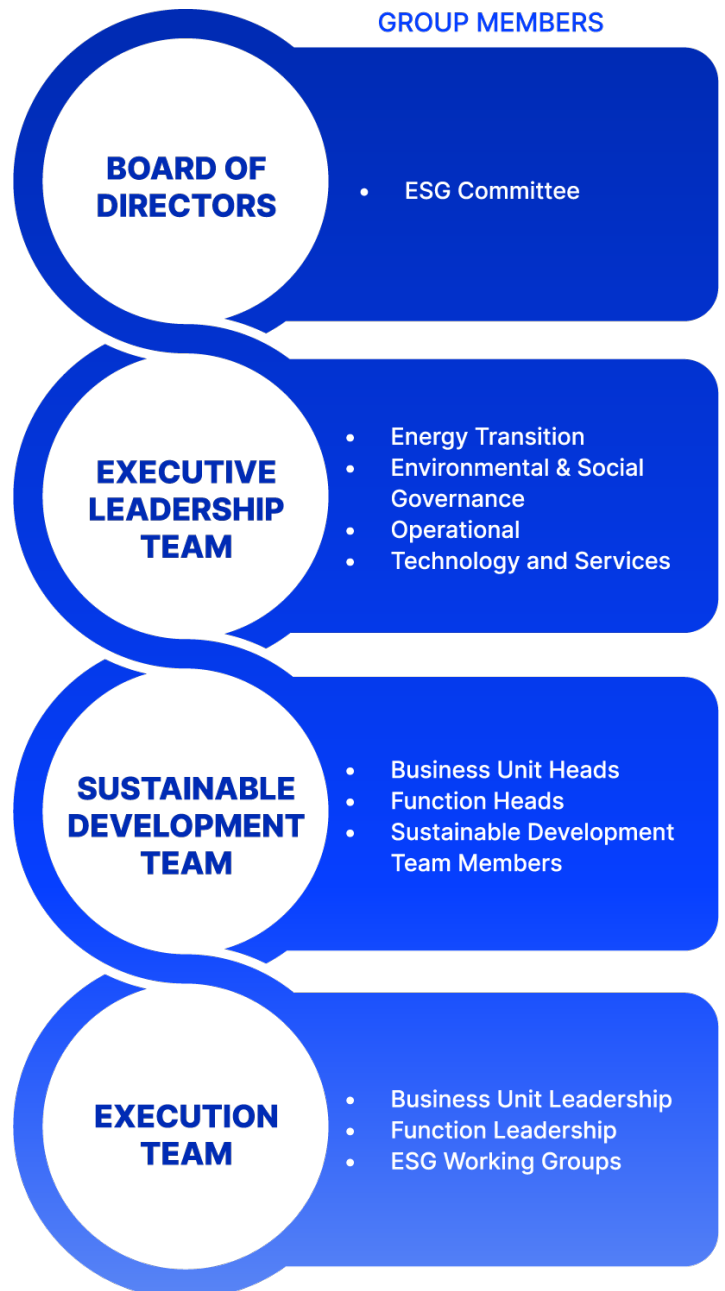 GROUP MEMBERS
BOARD OF
DIRECTORS
• ESG Committee
EXECUTIVE
LEADERSHIP
TEAM
• Energy Transition
• Environmental & Social
Governance
• Operational
• Technology and Services
SUSTAINABLE
DEVELOPMENT
TEAM
• Business Unit Heads
• Function Heads
• Sustainable Development
Team Members
EXECUTION
TEAM
• Business Unit Leadership
• Function Leadership
• ESG Working Groups